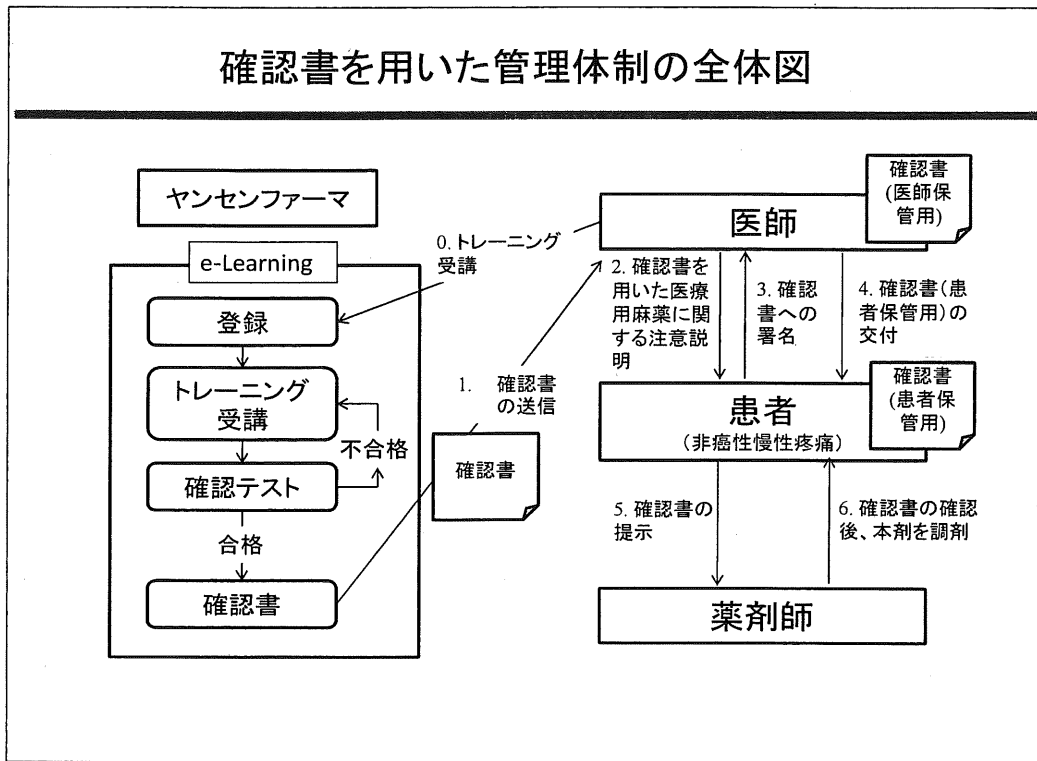 確認書を用いた管理体制の全体図
ヤンセンファーマ
e-Learning
登録
トレーニング
受講
不合格
確認テスト
合格
確認書
0. トレーニング
受講
1. 確認書
の送信
確認書
医師
確認書
(医師保
管用)
2. 確認書を
用いた医療
用麻薬に関
する注意説
明
3. 確認
書への
署名
4. 確認書(患
者保管用)の
交付
患者
(非癌性慢性疼痛)
確認書
(患者保
管用)
5. 確認書の
提示
6. 確認書の確認
後、本剤を調剤
薬剤師